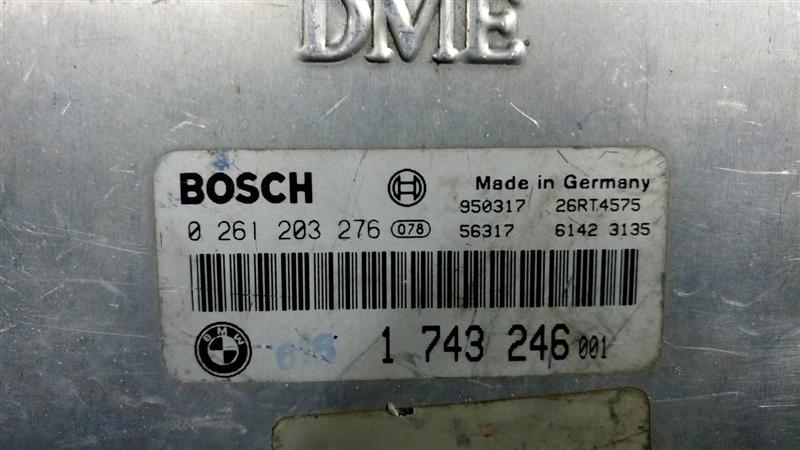 DME
BOSCH
Made in Germany
950317 26RT4575
0 261 203 276 078
56317 6142 3135
BMW
1 743 246 001